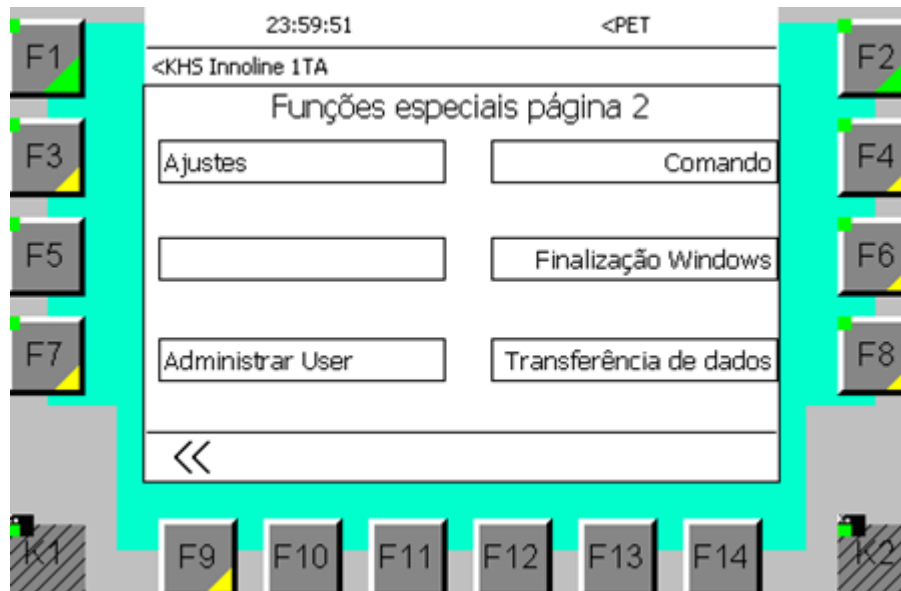 23:59:51 <PET
F1 F2
<KHS Innoline 1TA
Funções especiais página 2
F3 Ajustes Comando F4
F5 Finalização Windows F6
F7 Administrar User Transferência de dados F8
<<
K1 F9 F10 F11 F12 F13 F14 K2